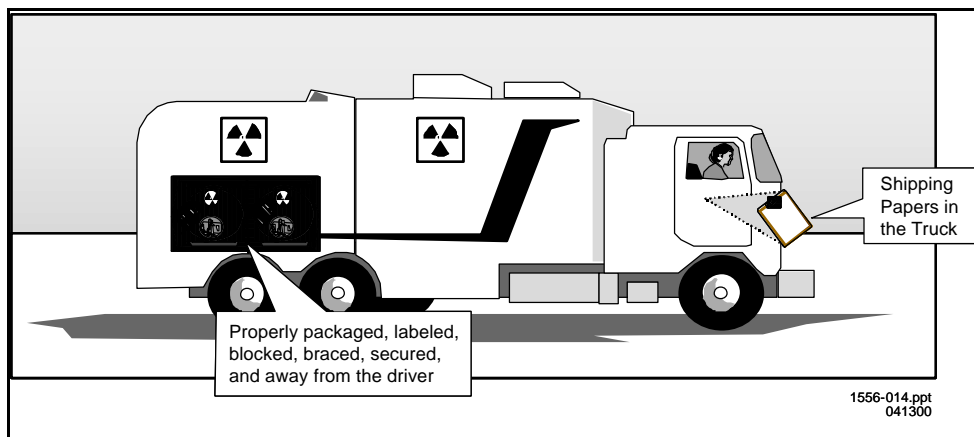 Shipping
Papers in
the Truck
Properly packaged, labeled,
blocked, braced, secured,
and away from the driver
1556-014.ppt
041300